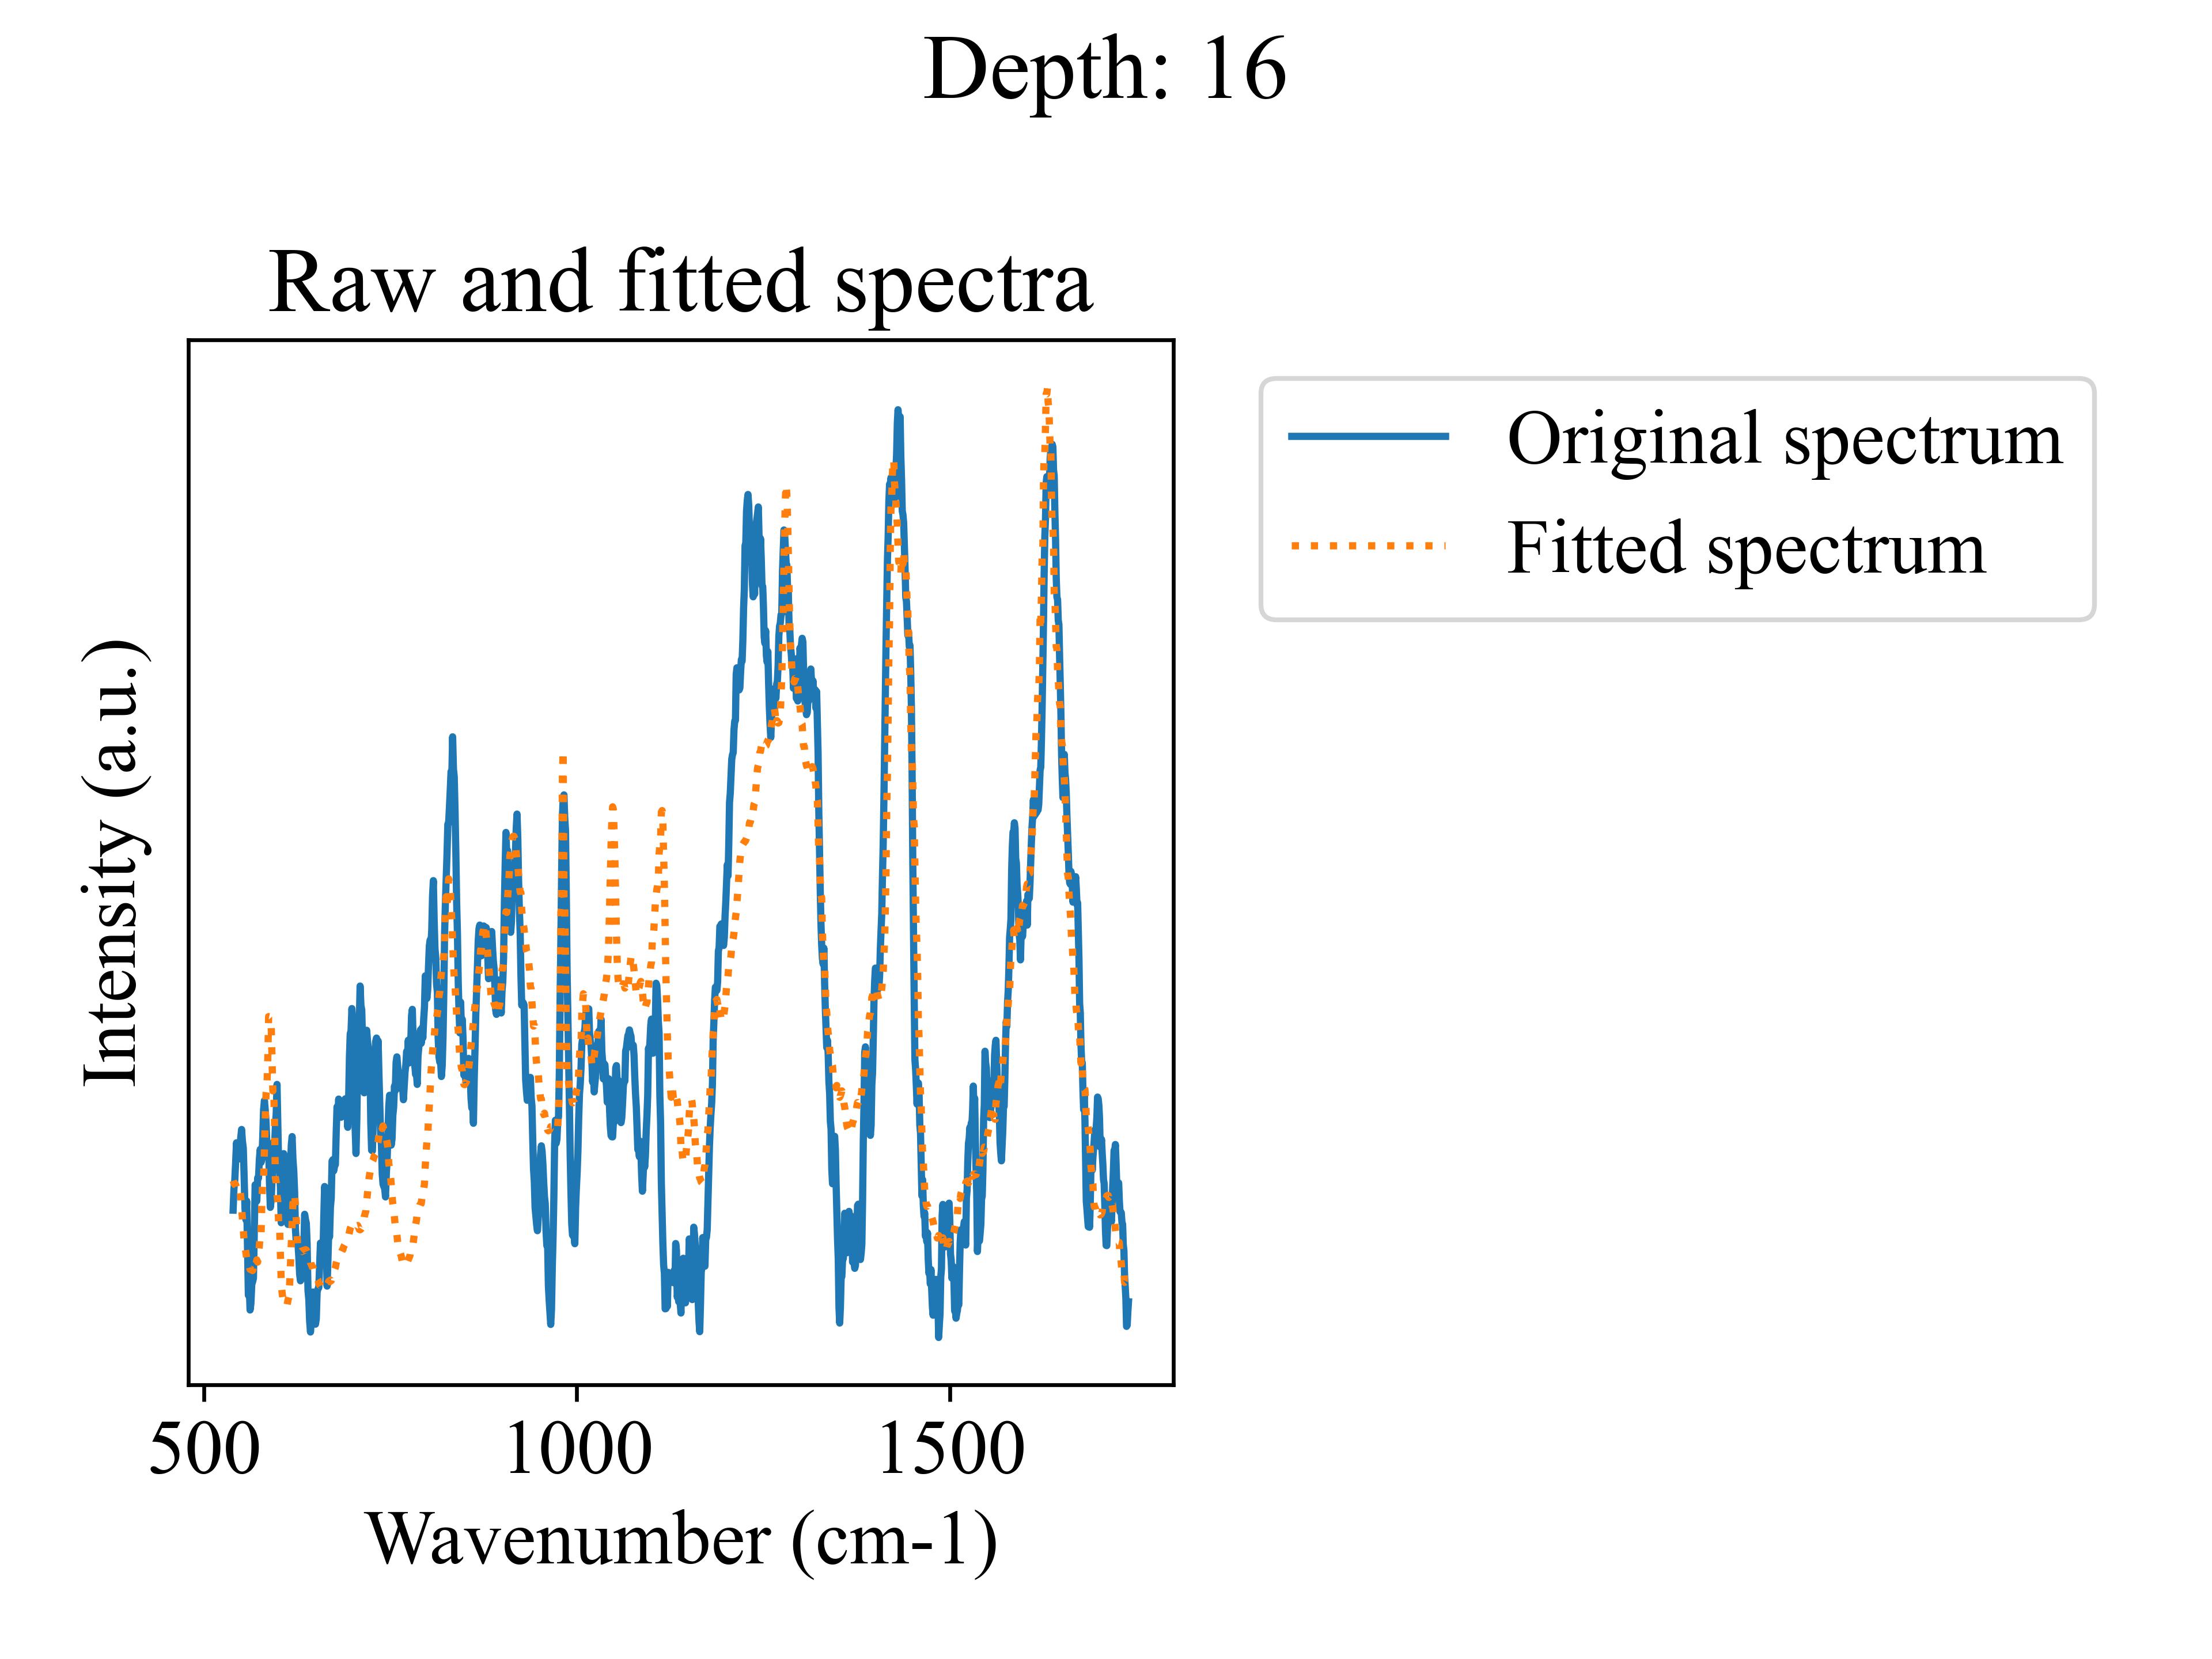 Depth: 16
Raw and fitted spectra
Original spectrum
Fitted spectrum
Intensity (a.u.)
500
1000
1500
Wavenumber (cm-1)